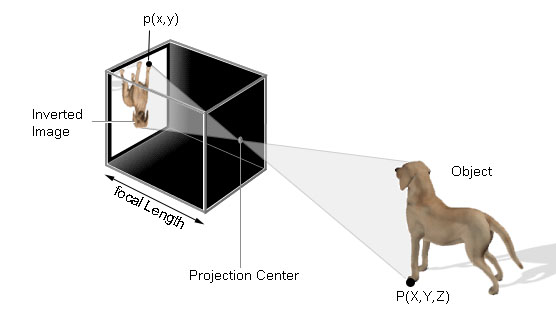 p(x,y)
Inverted
Image
focal Length
Object
Projection Center
P(X,Y,Z)